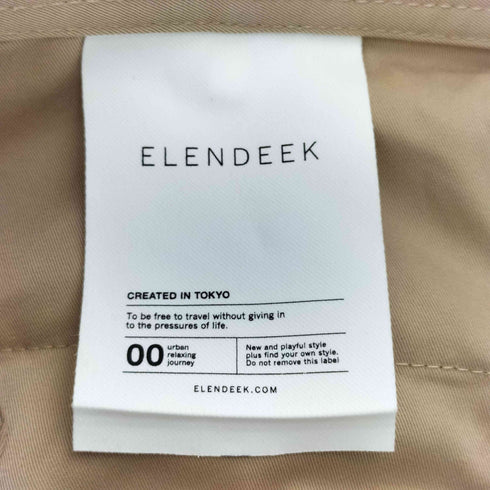 ELENDEEK
CREATED IN TOKYO
To be free to travel without giving in
to the pressures of life.
00
urban
relaxing
journey
New and playful style
plus find your own style.
Do not remove this label
ELENDEEK.COM